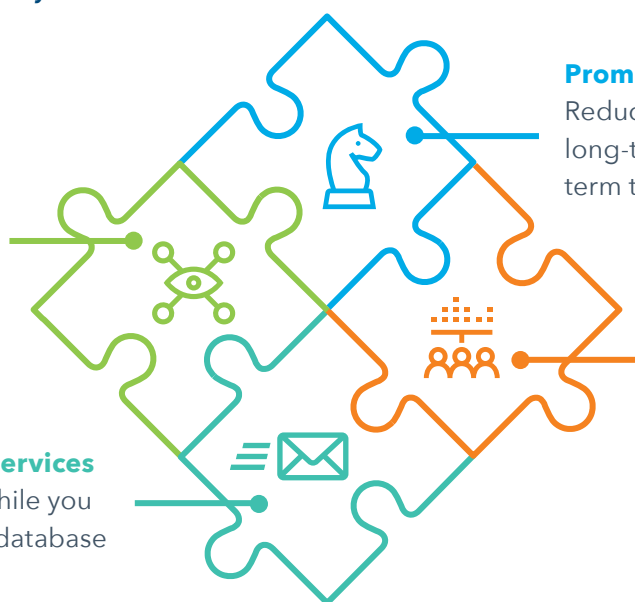 Prom
Reduc
long-t
term t
ervices
hile you
database